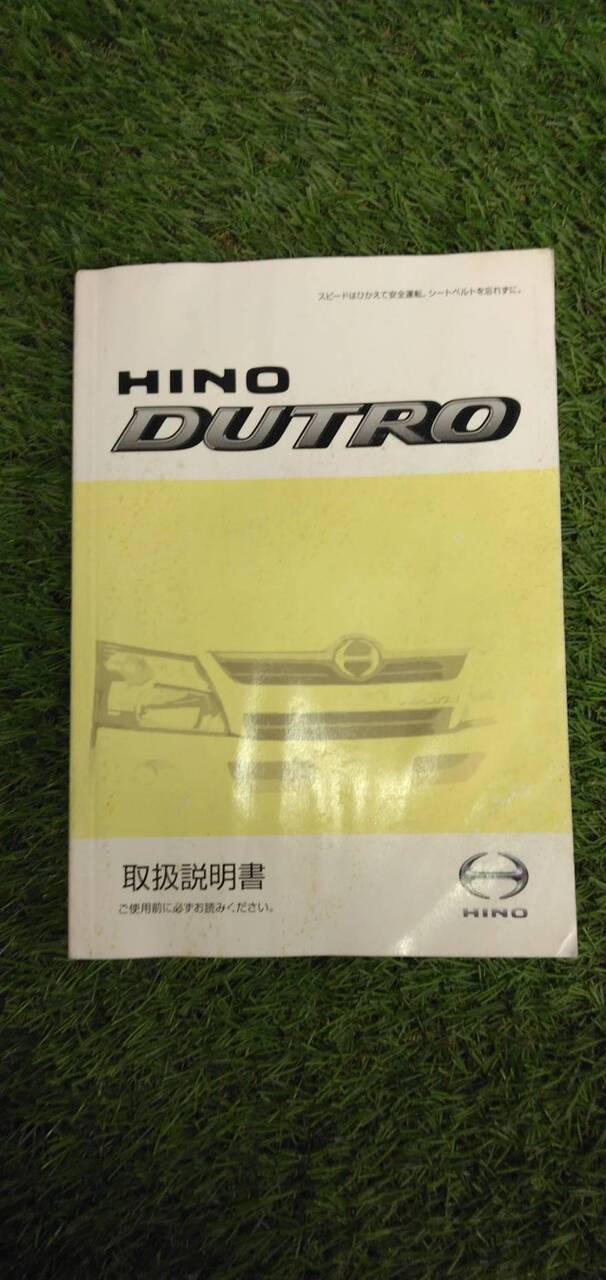 スピードはひかえて安全運転。シートベルトを忘れずに。
HINO
DUTRO
取扱説明書
ご使用前に必ずお読みください。
HINO